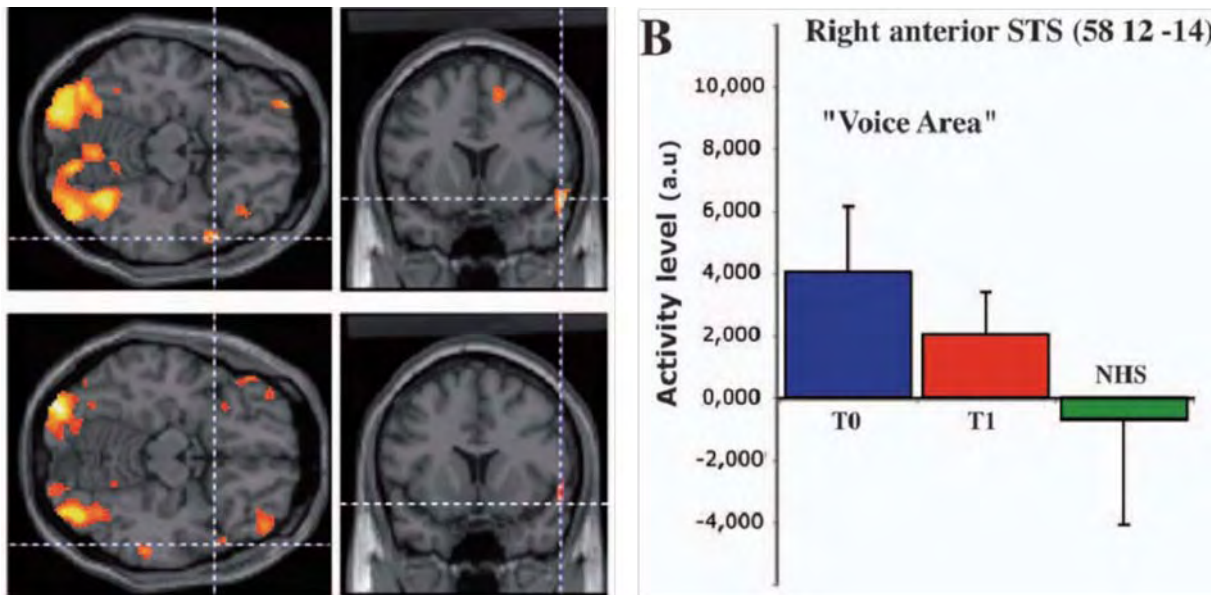 B
Right anterior STS (58 12 -14)
"Voice Area"
Activity level (a.u)
10,000
8,000
6,000
4,000
2,000
0,000
-2,000
-4,000
T0
T1
NHS